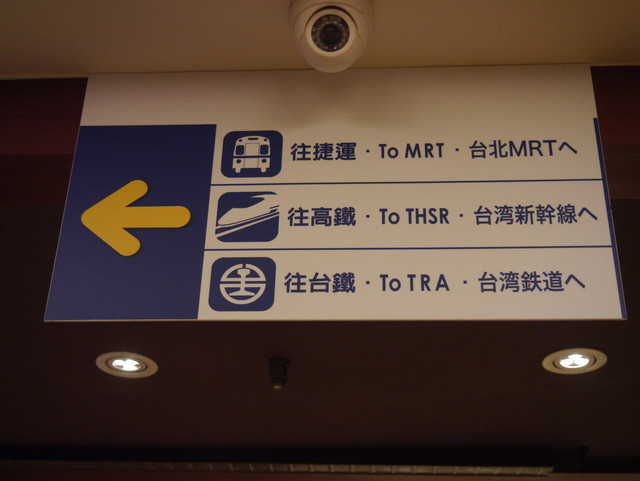 往捷運・To MRT・台北MRTへ
往高鐵・To THSR・台湾新幹線へ
往台鐵・To TRA・台湾鉄道へ